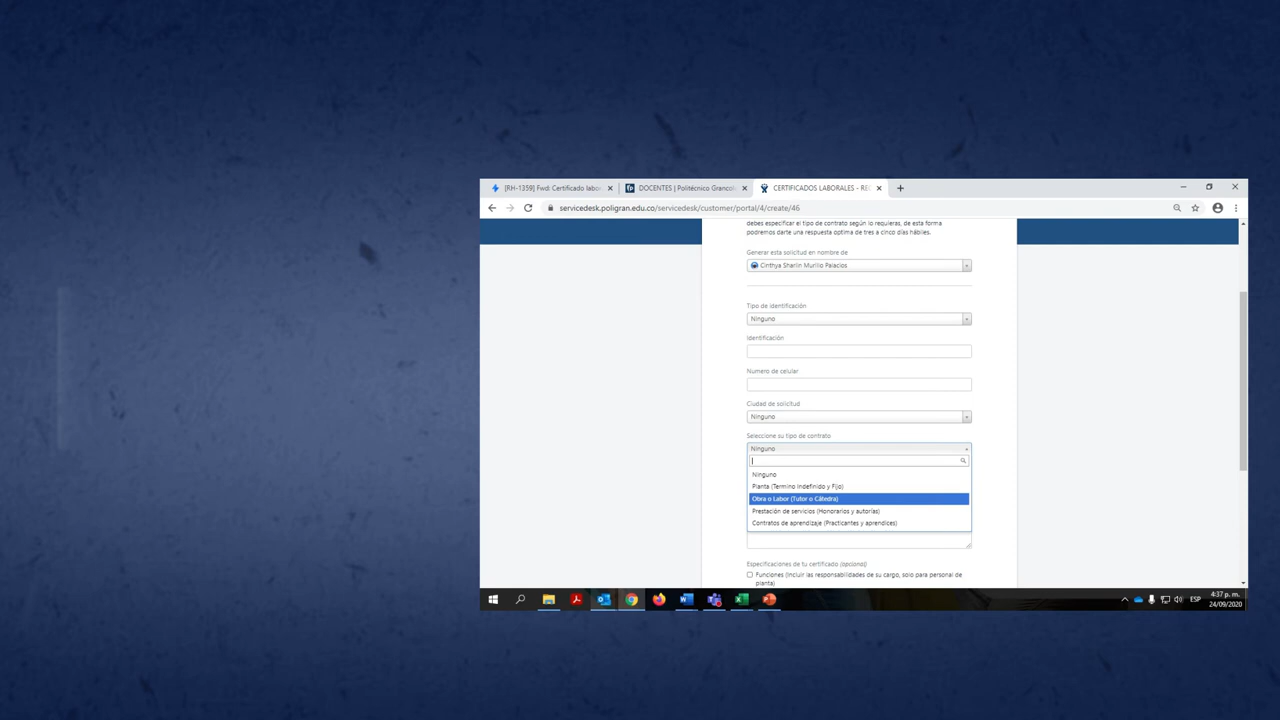 [RH-1359] Fwd: Certificado labor
DOCENTES | Politécnico Grancolo
CERTIFICADOS LABORALES - RE
servicedesk.poligran.edu.co/servicedesk/customer/portal/4/create/46
debes especificar el tipo de contrato según lo requieras, de esta forma
podremos darte una respuesta optima de tres a cinco días hábiles.
Generar esta solicitud en nombre de
Cinthya Sharlin Murillo Palacios
Tipo de identificación
Ninguno
Identificación
Numero de celular
Ciudad de solicitud
Ninguno
Seleccione su tipo de contrato
Ninguno
Ninguno
Planta (Termino Indefinido y Fijo)
Obra o Labor (Tutor o Cátedra)
Prestación de servicios (Honorarios y autorías)
Contratos de aprendizaje (Practicantes y aprendices)
Especificaciones de tu certificado (opcional)
Funciones (Incluir las responsabilidades de su cargo, solo para personal de
planta)
ESP
4:37 p. m.
24/09/2020